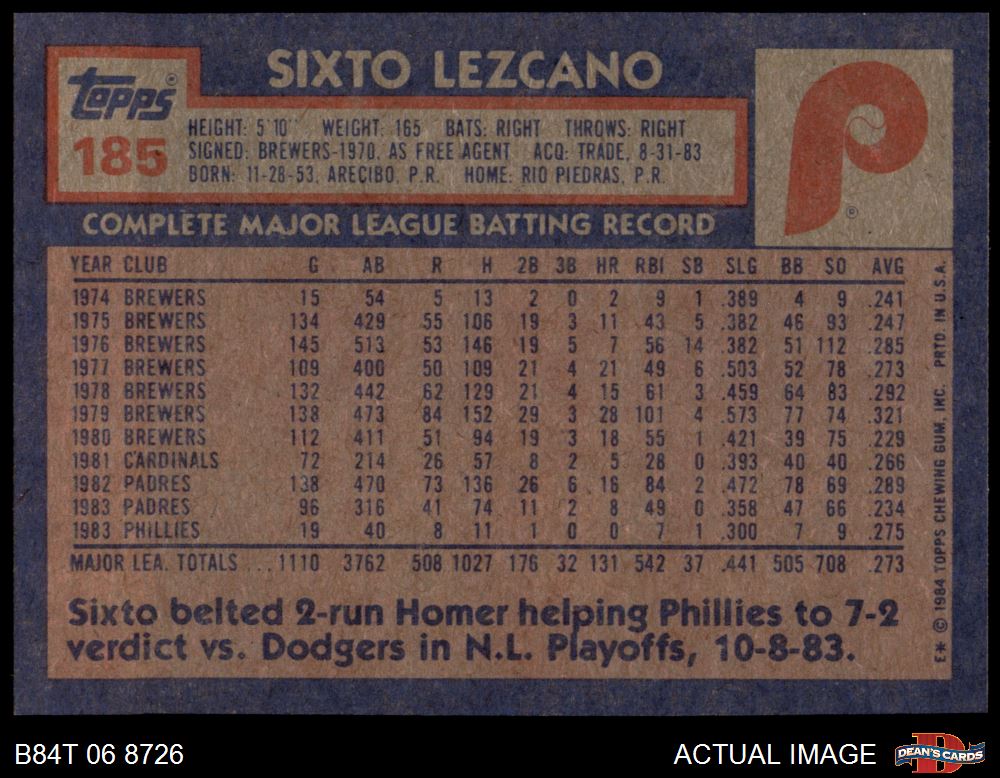 SIXTO LEZCANO
Topps®
185
HEIGHT: 5'10" WEIGHT: 165 BATS: RIGHT THROWS: RIGHT
SIGNED: BREWERS-1970, AS FREE AGENT ACQ: TRADE, 8-31-83
BORN: 11-28-53, ARECIBO, P.R. HOME: RIO PIEDRAS, P.R.
P®
COMPLETE MAJOR LEAGUE BATTING RECORD
YEAR CLUB G AB R H 2B 3B HR RBI SB SLG BB SO AVG
1974 BREWERS 15 54 5 13 2 0 2 9 1 .389 4 9 .241
1975 BREWERS 134 429 55 106 19 3 11 43 5 .382 46 93 .247
1976 BREWERS 145 513 53 146 19 5 7 56 14 .382 51 112 .285
1977 BREWERS 109 400 50 109 21 4 21 49 6 .503 52 78 .273
1978 BREWERS 132 442 62 129 21 4 15 61 3 .459 64 83 .292
1979 BREWERS 138 473 84 152 29 3 28 101 4 .573 77 74 .321
1980 BREWERS 112 411 51 94 19 3 18 55 1 .421 39 75 .229
1981 CARDINALS 72 214 26 57 8 2 5 28 0 .393 40 40 .266
1982 PADRES 138 470 73 136 26 6 16 84 2 .472 78 69 .289
1983 PADRES 96 316 41 74 11 2 8 49 0 .358 47 66 .234
1983 PHILLIES 19 40 8 11 1 0 0 7 1 .300 7 9 .275
MAJOR LEA. TOTALS ... 1110 3762 508 1027 176 32 131 542 37 .441 505 708 .273
Sixto belted 2-run Homer helping Phillies to 7-2
verdict vs. Dodgers in N.L. Playoffs, 10-8-83.
E* © 1984 TOPPS CHEWING GUM, INC. PRTD. IN U.S.A.
B84T 06 8726
ACTUAL IMAGE
DEAN'S CARDS